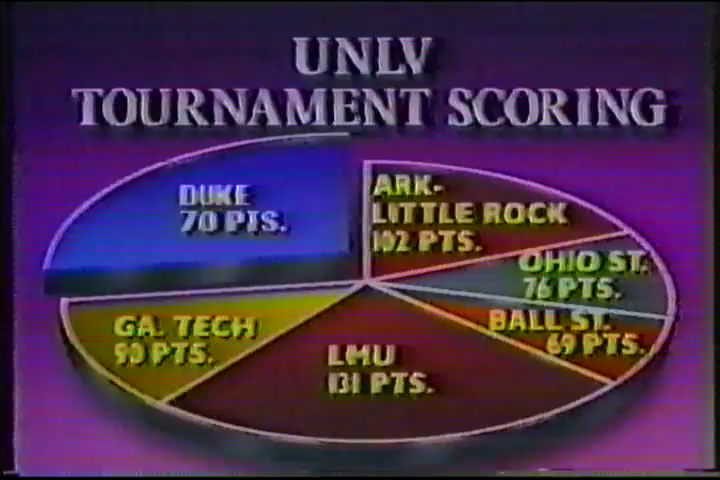 UNLV
TOURNAMENT SCORING
DUKE
70 PTS.
ARK-
LITTLE ROCK
102 PTS.
OHIO ST.
76 PTS.
BALL ST.
69 PTS.
LMU
131 PTS.
GA. TECH
90 PTS.